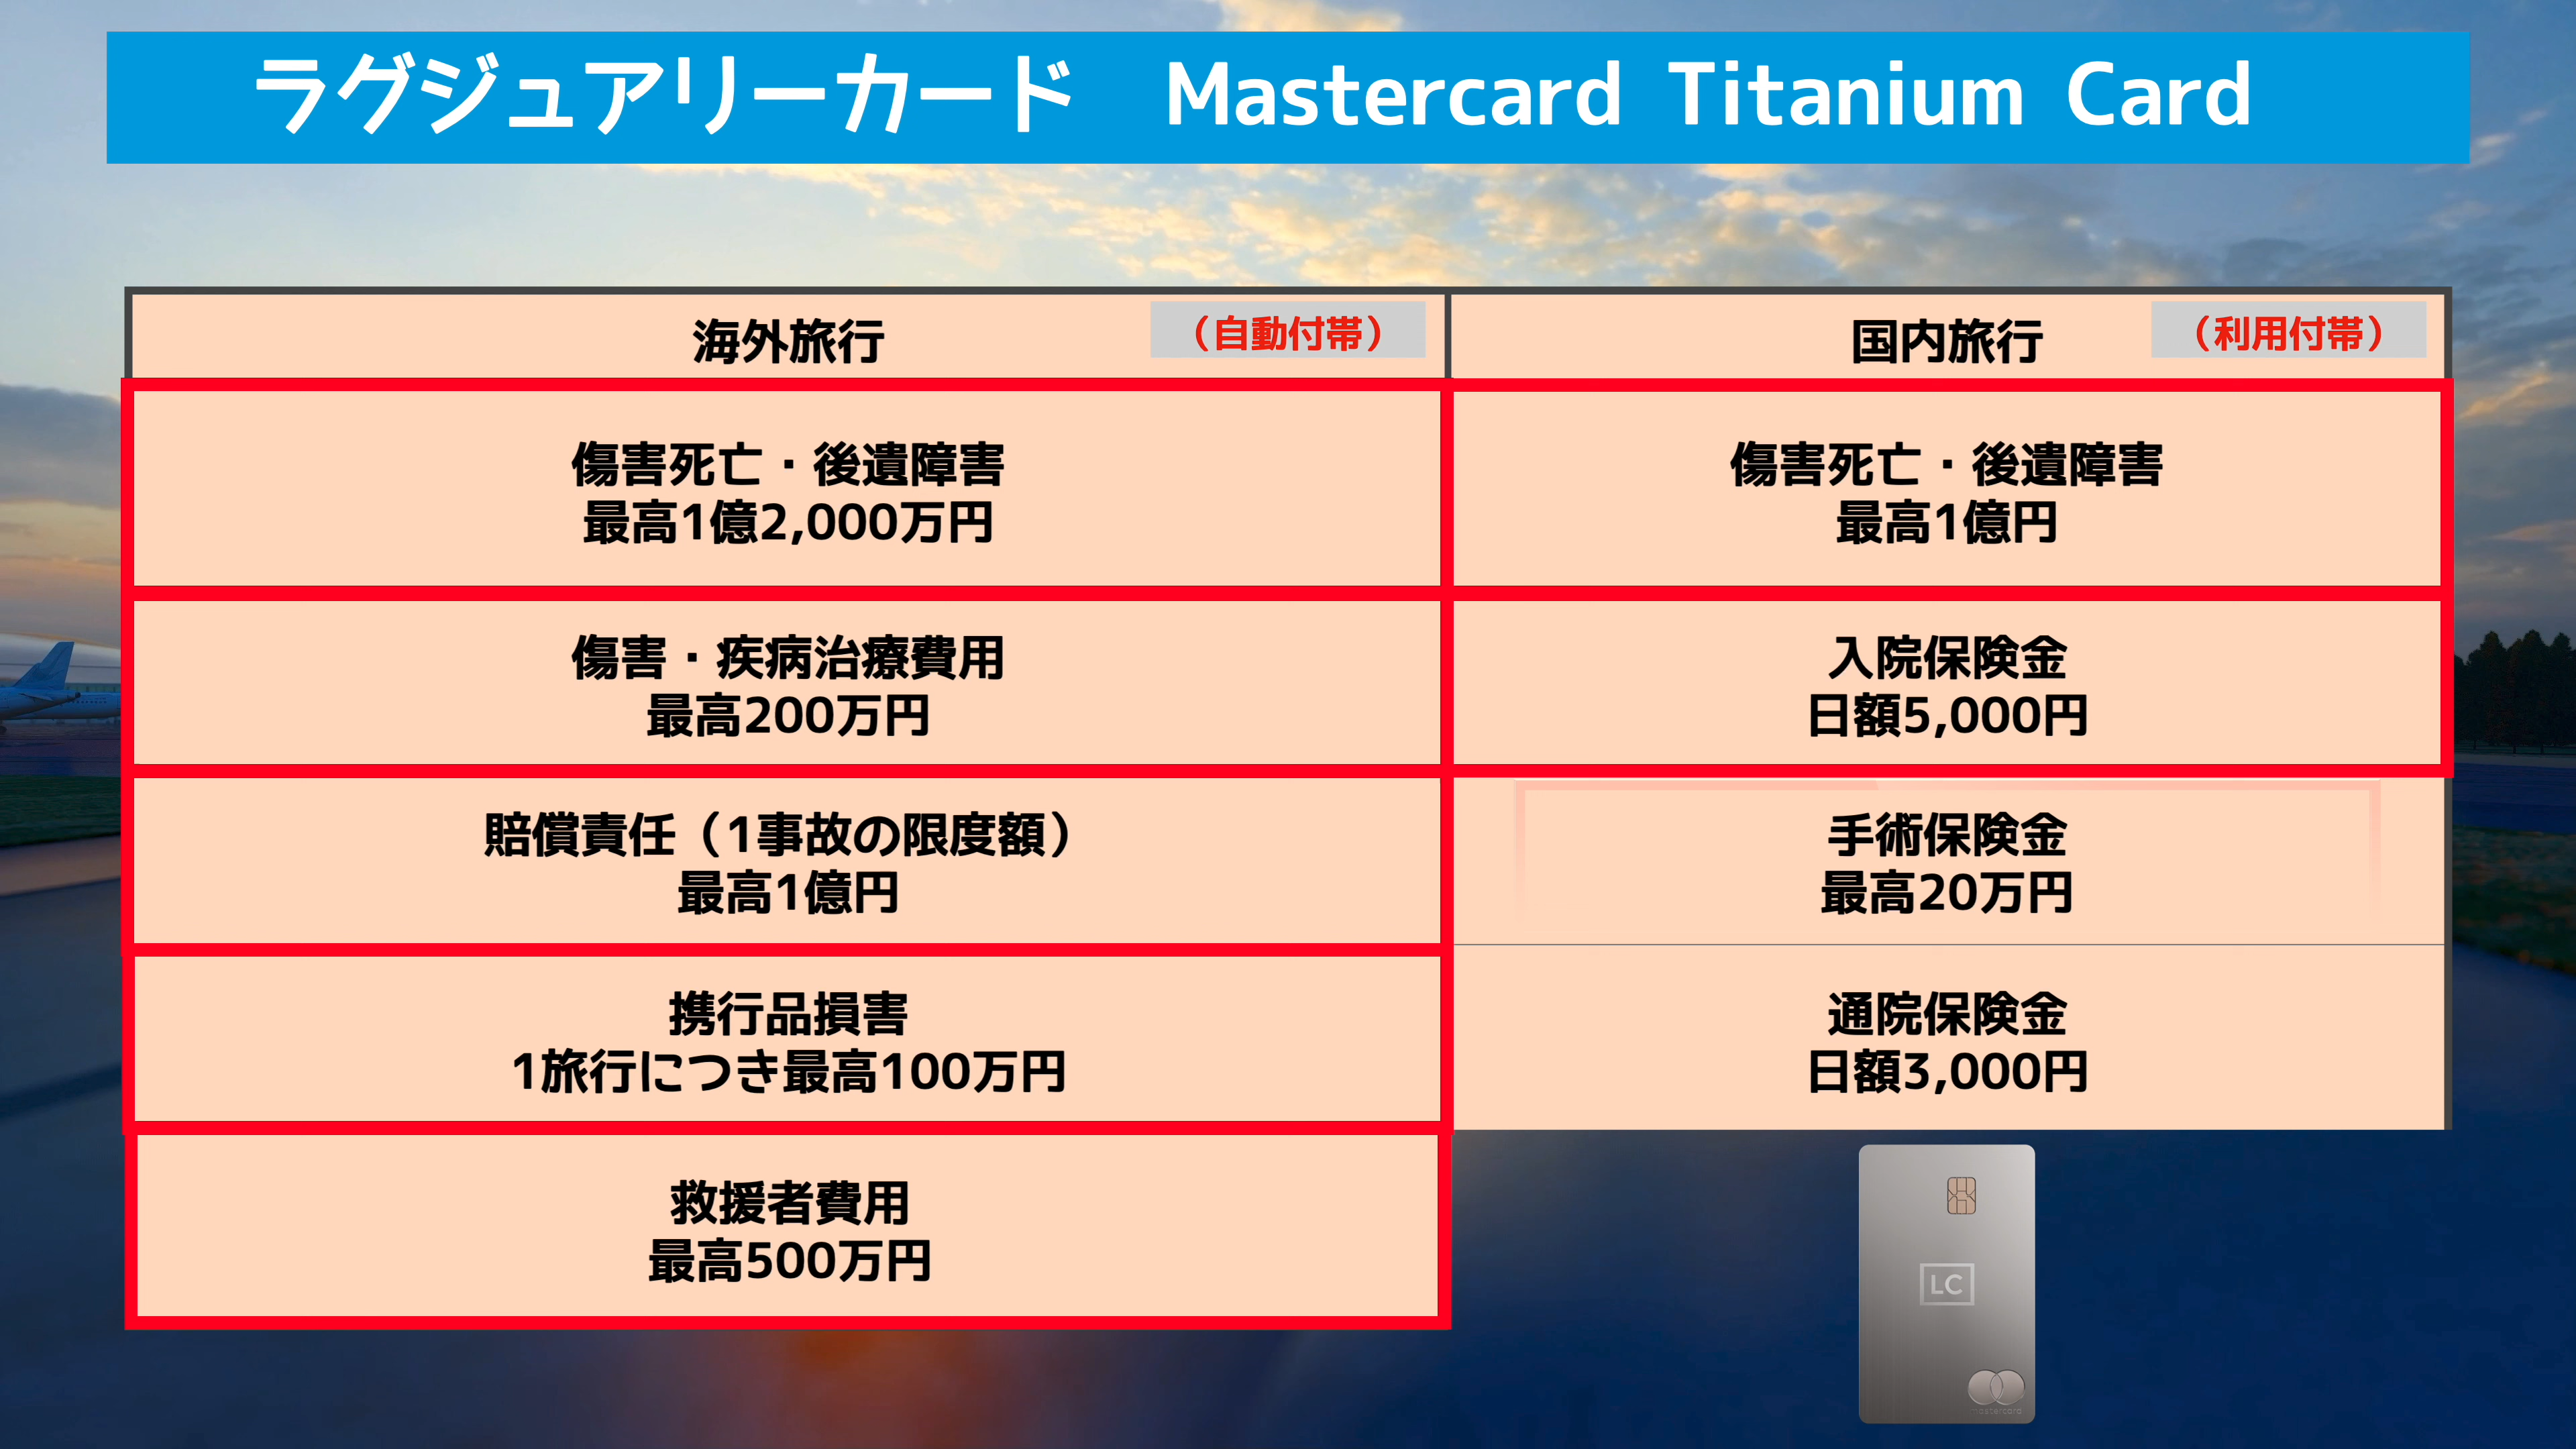 ラグジュアリーカード　Mastercard Titanium Card
海外旅行
（自動付帯）
国内旅行
（利用付帯）
傷害死亡・後遺障害
最高1億2,000万円
傷害死亡・後遺障害
最高1億円
傷害・疾病治療費用
最高200万円
入院保険金
日額5,000円
賠償責任（1事故の限度額）
最高1億円
手術保険金
最高20万円
携行品損害
1旅行につき最高100万円
通院保険金
日額3,000円
救援者費用
最高500万円
LC
mastercard